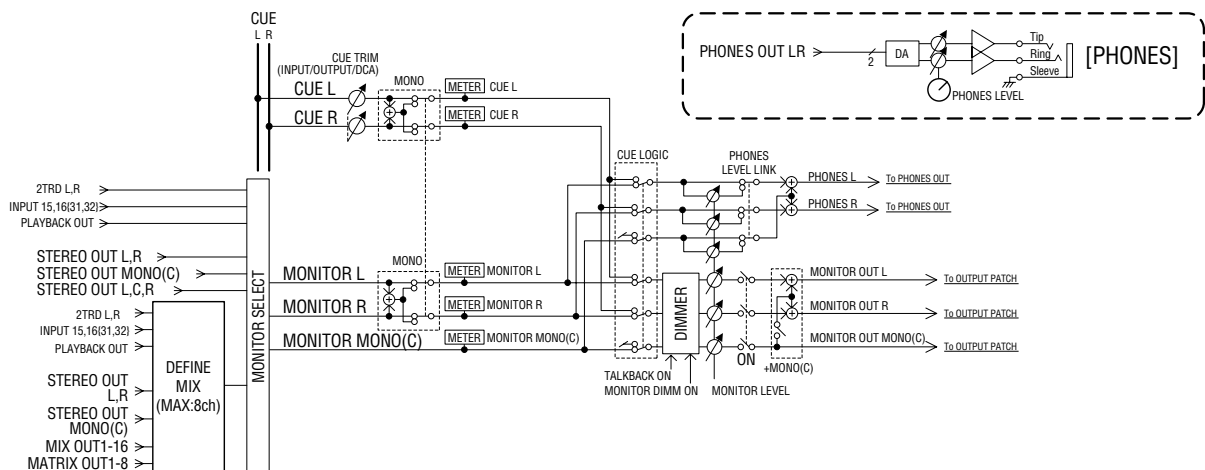 CUE
L R
CUE TRIM
(INPUT/OUTPUT/DCA)
MONO
CUE L
METER CUE L
CUE R
METER CUE R
PHONES OUT LR
2
DA
Tip
Ring
Sleeve
[PHONES]
PHONES LEVEL
CUE LOGIC
PHONES
LEVEL LINK
PHONES L
To PHONES OUT
PHONES R
To PHONES OUT
2TRD L,R
INPUT 15,16(31,32)
PLAYBACK OUT
STEREO OUT L,R
STEREO OUT MONO(C)
STEREO OUT L,C,R
2TRD L,R
INPUT 15,16(31,32)
PLAYBACK OUT
STEREO OUT
L,R
STEREO OUT
MONO(C)
MIX OUT1-16
MATRIX OUT1-8
DEFINE
MIX
(MAX:8ch)
MONITOR SELECT
MONO
MONITOR L
METER MONITOR L
MONITOR R
METER MONITOR R
MONITOR MONO(C)
METER MONITOR MONO(C)
DIMMER
TALKBACK ON
MONITOR DIMM ON
MONITOR LEVEL
ON
+MONO(C)
MONITOR OUT L
To OUTPUT PATCH
MONITOR OUT R
To OUTPUT PATCH
MONITOR OUT MONO(C)
To OUTPUT PATCH